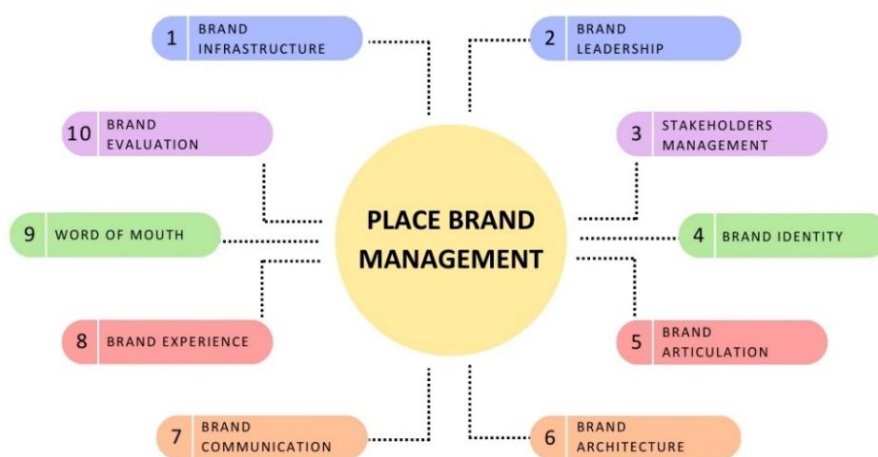 1 BRAND
INFRASTRUCTURE
2 BRAND
LEADERSHIP
3 STAKEHOLDERS
MANAGEMENT
4 BRAND IDENTITY
5 BRAND
ARTICULATION
6 BRAND
ARCHITECTURE
7 BRAND
COMMUNICATION
8 BRAND EXPERIENCE
9 WORD OF MOUTH
10 BRAND
EVALUATION
PLACE BRAND
MANAGEMENT